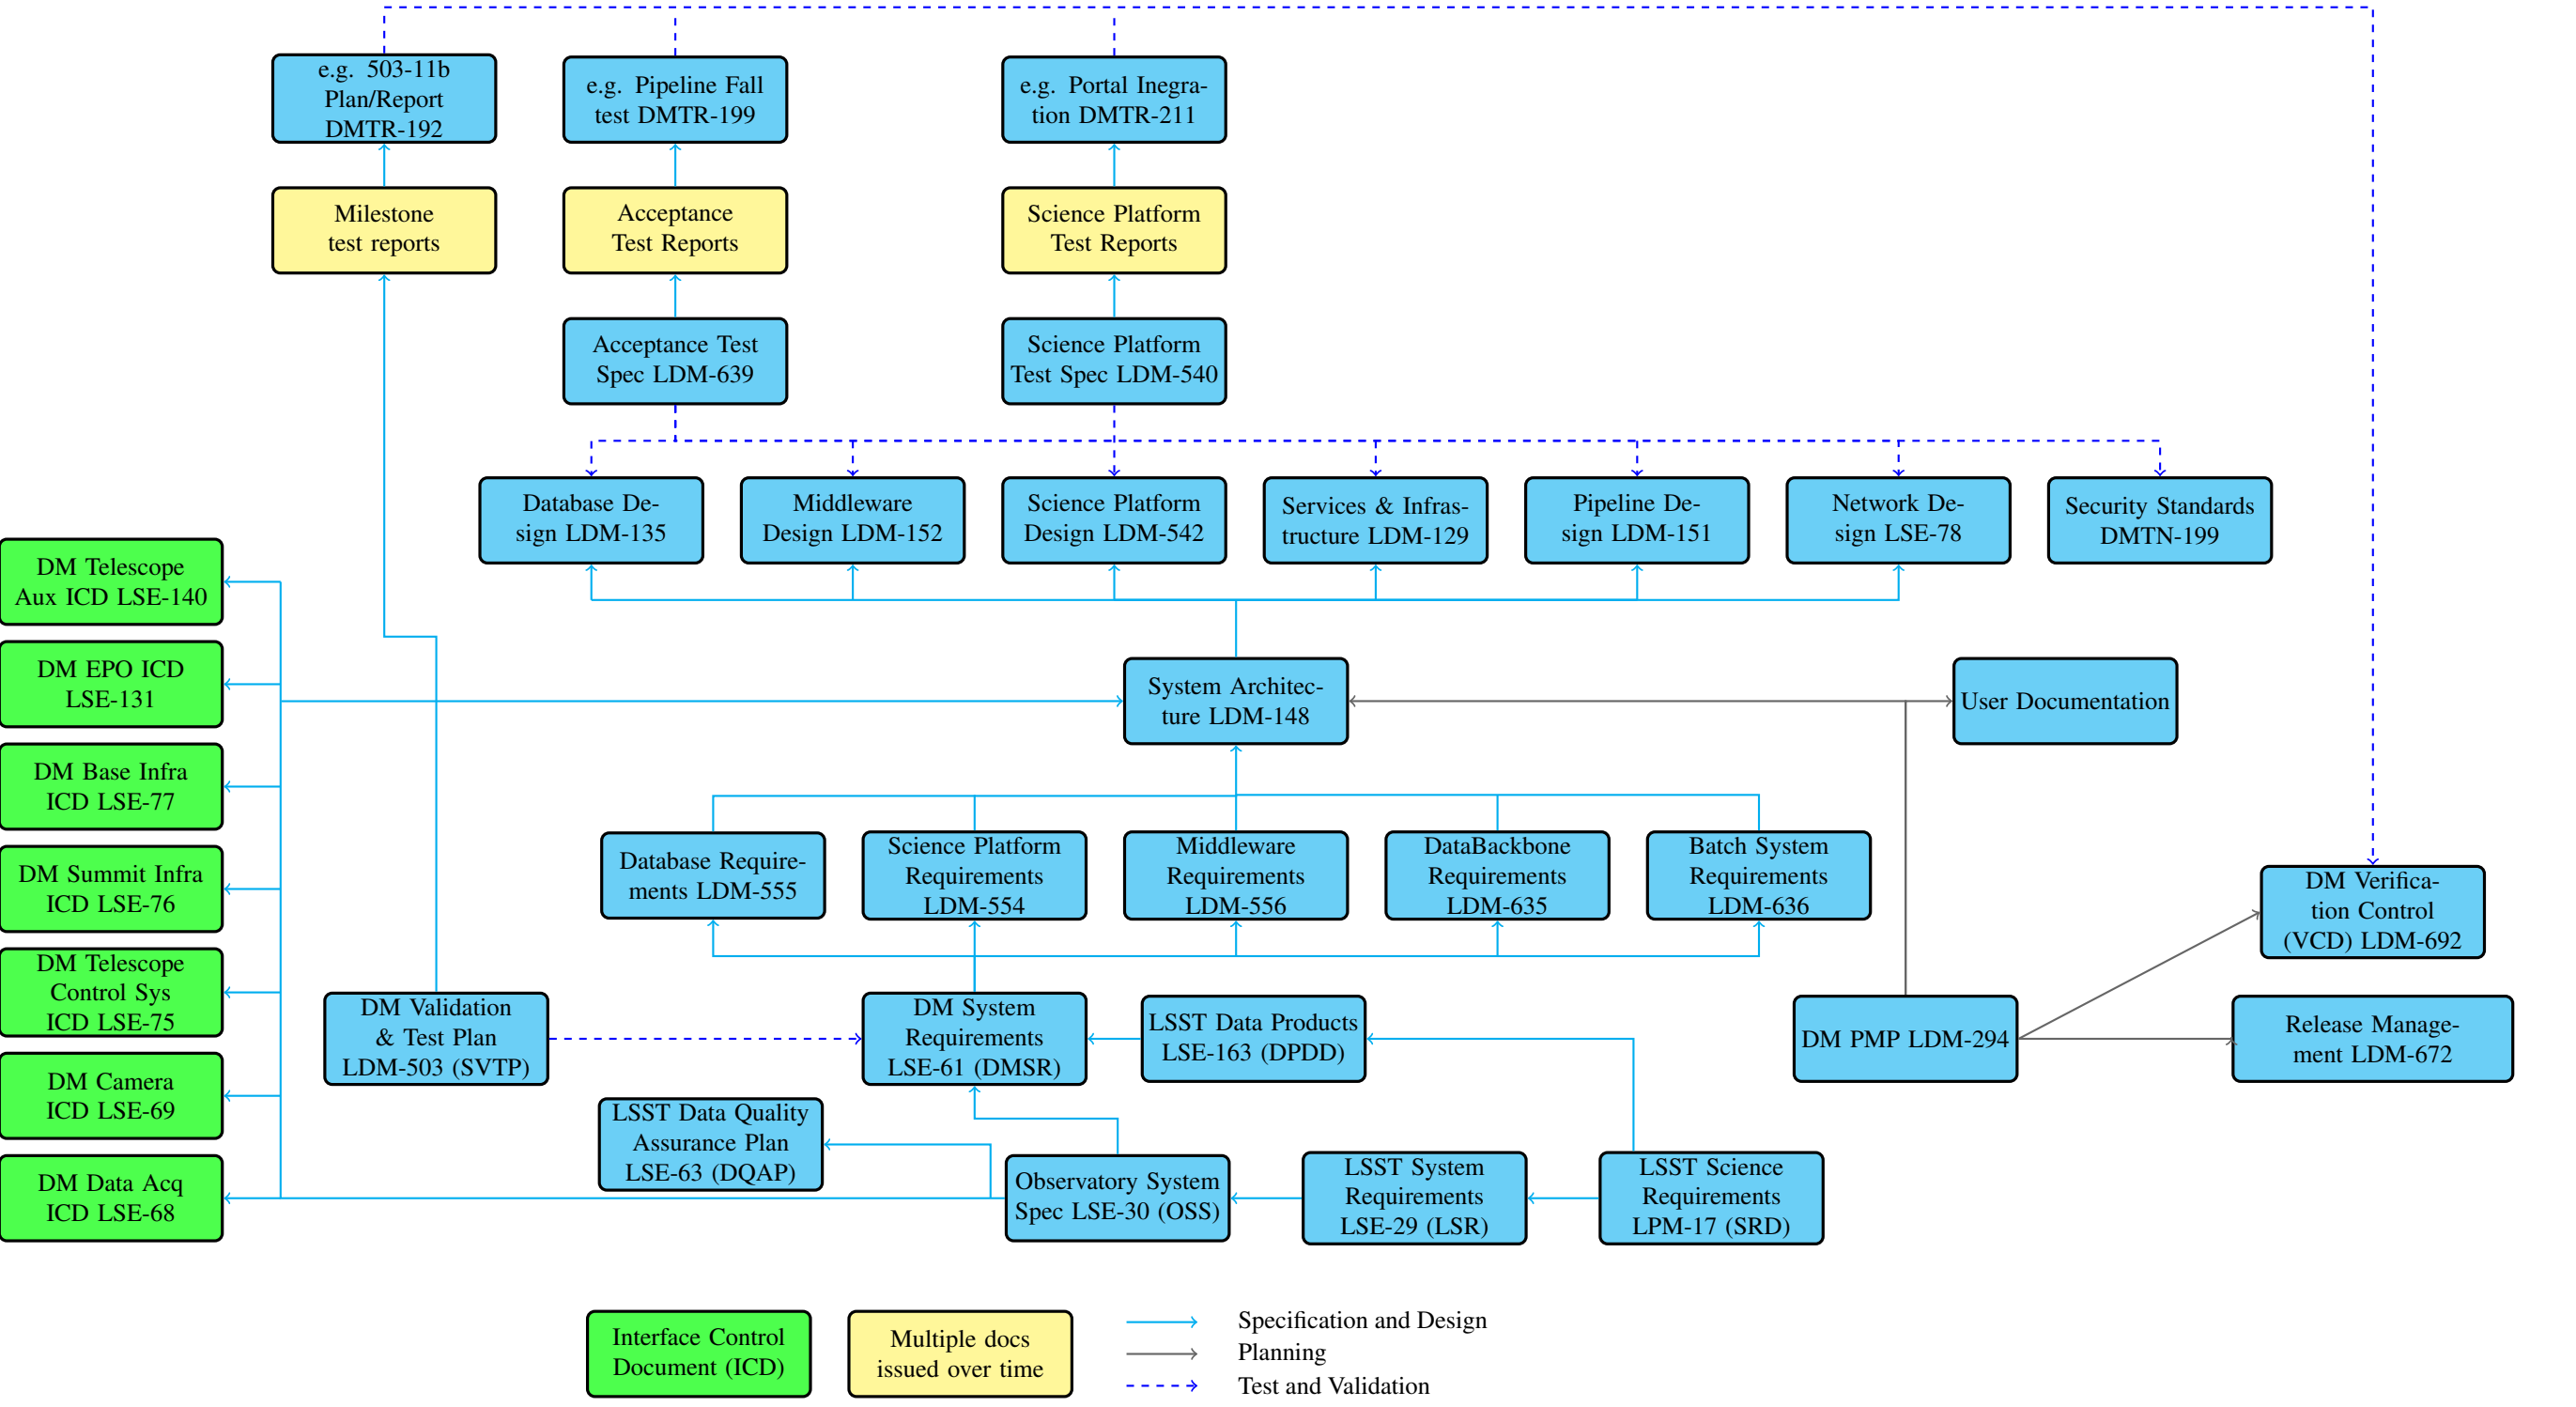 e.g. 503-11b
Plan/Report
DMTR-192
e.g. Pipeline Fall
test DMTR-199
e.g. Portal Inegra-
tion DMTR-211
Milestone
test reports
Acceptance
Test Reports
Science Platform
Test Reports
Acceptance Test
Spec LDM-639
Science Platform
Test Spec LDM-540
Database De-
sign LDM-135
Middleware
Design LDM-152
Science Platform
Design LDM-542
Services & Infras-
tructure LDM-129
Pipeline De-
sign LDM-151
Network De-
sign LSE-78
Security Standards
DMTN-199
DM Telescope
Aux ICD LSE-140
DM EPO ICD
LSE-131
DM Base Infra
ICD LSE-77
DM Summit Infra
ICD LSE-76
DM Telescope
Control Sys
ICD LSE-75
DM Camera
ICD LSE-69
DM Data Acq
ICD LSE-68
System Architec-
ture LDM-148
User Documentation
Database Require-
ments LDM-555
Science Platform
Requirements
LDM-554
Middleware
Requirements
LDM-556
DataBackbone
Requirements
LDM-635
Batch System
Requirements
LDM-636
DM Verifica-
tion Control
(VCD) LDM-692
DM Validation
& Test Plan
LDM-503 (SVTP)
DM System
Requirements
LSE-61 (DMSR)
LSST Data Products
LSE-163 (DPDD)
DM PMP LDM-294
Release Manage-
ment LDM-672
LSST Data Quality
Assurance Plan
LSE-63 (DQAP)
Observatory System
Spec LSE-30 (OSS)
LSST System
Requirements
LSE-29 (LSR)
LSST Science
Requirements
LPM-17 (SRD)
Interface Control
Document (ICD)
Multiple docs
issued over time
Specification and Design
Planning
Test and Validation